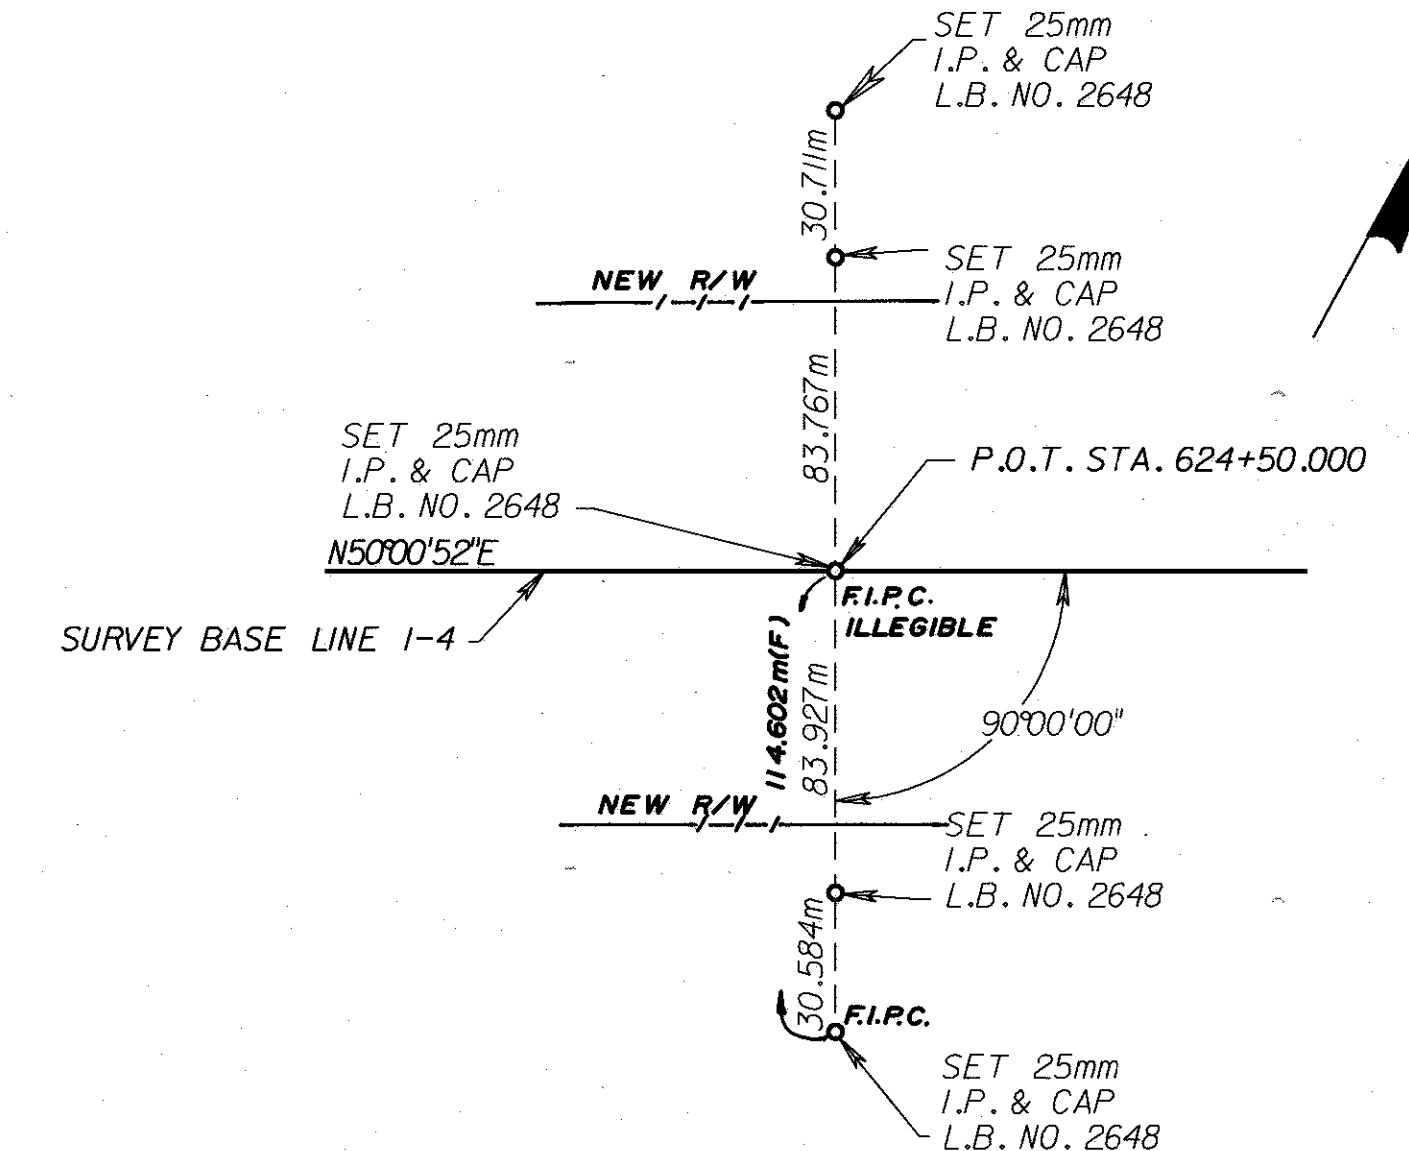 SET 25mm
I.P. & CAP
L.B. NO. 2648
30.711m
NEW R/W
SET 25mm
I.P. & CAP
L.B. NO. 2648
83.767m
SET 25mm
I.P. & CAP
L.B. NO. 2648
P.O.T. STA. 624+50.000
N50°00'52"E
F.I.P.C.
ILLEGIBLE
SURVEY BASE LINE 1-4
114.602m(F)
83.927m
90°00'00"
NEW R/W
SET 25mm
I.P. & CAP
L.B. NO. 2648
30.584m
F.I.P.C.
SET 25mm
I.P. & CAP
L.B. NO. 2648